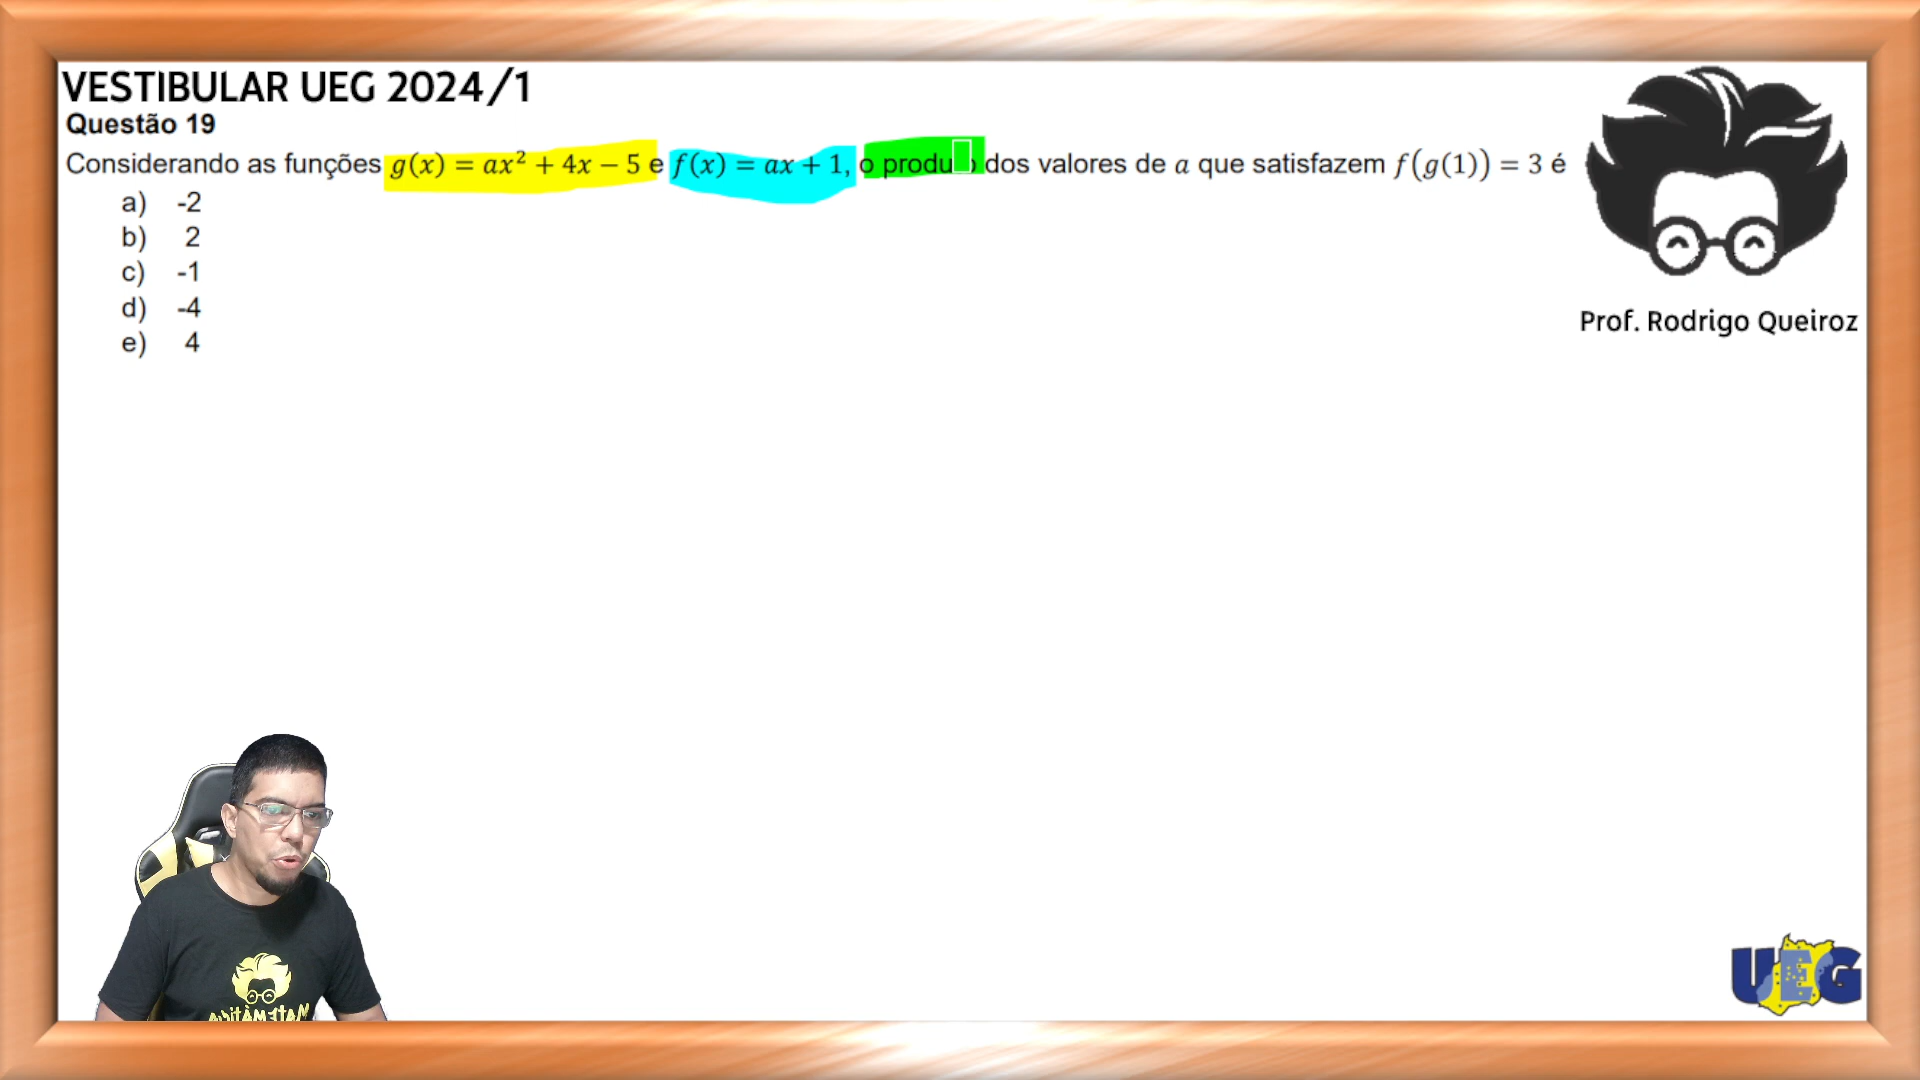 VESTIBULAR UEG 2024/1
Questão 19
Considerando as funções g(x) = ax² + 4x − 5 e f(x) = ax + 1, o dos valores de a que satisfazem f(g(1)) = 3 é
a) -2
b) 2
c) -1
d) -4
e) 4
Prof. Rodrigo Queiroz
MATEMÁTICA
UEG